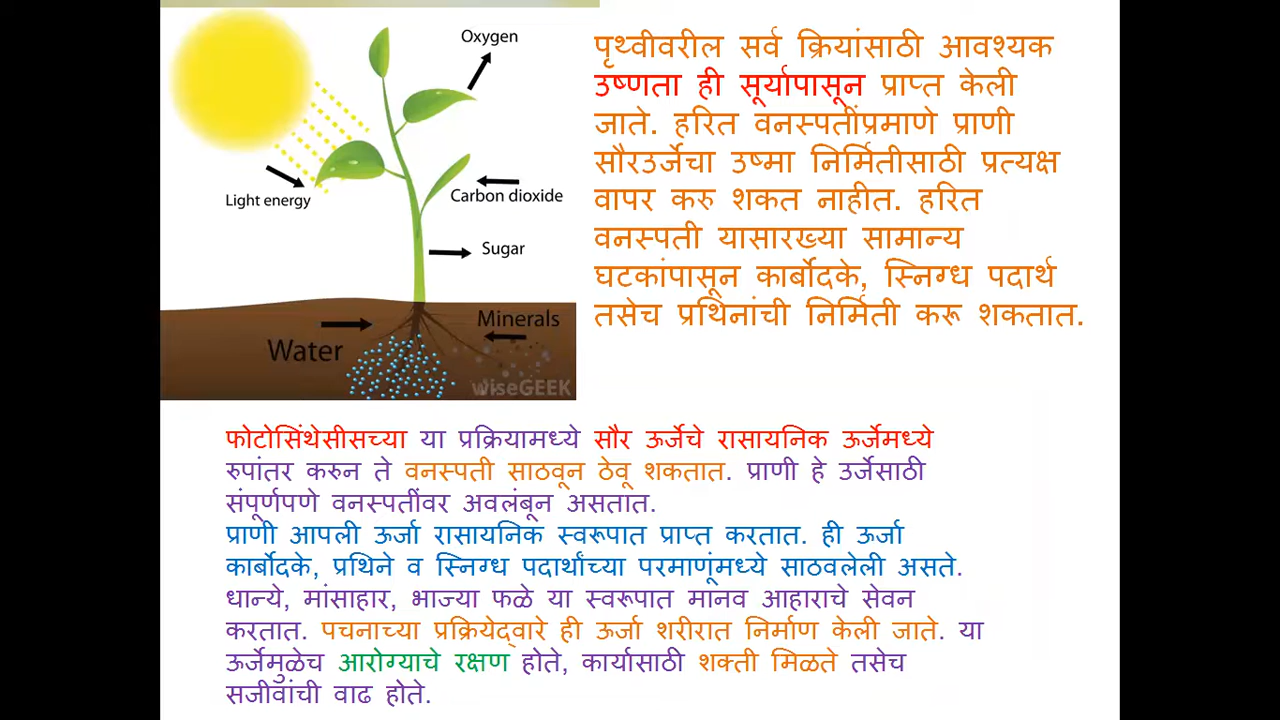 Oxygen
Light energy
Carbon dioxide
Sugar
Minerals
Water
wiseGEEK
पृथ्वीवरील सर्व क्रियांसाठी आवश्यक
उष्णता ही सूर्यापासून प्राप्त केली
जाते. हरित वनस्पतींप्रमाणे प्राणी
सौरउर्जेचा उष्मा निर्मितीसाठी प्रत्यक्ष
वापर करु शकत नाहीत. हरित
वनस्पती यासारख्या सामान्य
घटकांपासून कार्बोदके, स्निग्ध पदार्थ
तसेच प्रथिनांची निर्मिती करू शकतात.
फोटोसिंथेसीसच्या या प्रक्रियामध्ये सौर ऊर्जेचे रासायनिक ऊर्जेमध्ये
रुपांतर करुन ते वनस्पती साठवून ठेवू शकतात. प्राणी हे उर्जेसाठी
संपूर्णपणे वनस्पतींवर अवलंबून असतात.
प्राणी आपली ऊर्जा रासायनिक स्वरूपात प्राप्त करतात. ही ऊर्जा
कार्बोदके, प्रथिने व स्निग्ध पदार्थांच्या परमाणूंमध्ये साठवलेली असते.
धान्ये, मांसाहार, भाज्या फळे या स्वरूपात मानव आहाराचे सेवन
करतात. पचनाच्या प्रक्रियेद्वारे ही ऊर्जा शरीरात निर्माण केली जाते. या
ऊर्जेमुळेच आरोग्याचे रक्षण होते, कार्यासाठी शक्ती मिळते तसेच
सजीवांची वाढ होते.